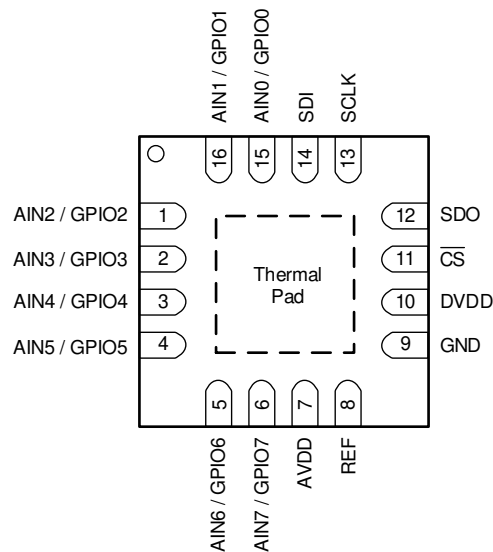 AIN1 / GPIO1
AIN0 / GPIO0
SDI
SCLK
16
15
14
13
AIN2 / GPIO2
1
12
SDO
AIN3 / GPIO3
2
11
C̅S̅
AIN4 / GPIO4
3
10
DVDD
AIN5 / GPIO5
4
9
GND
Thermal
Pad
5
6
7
8
AIN6 / GPIO6
AIN7 / GPIO7
AVDD
REF